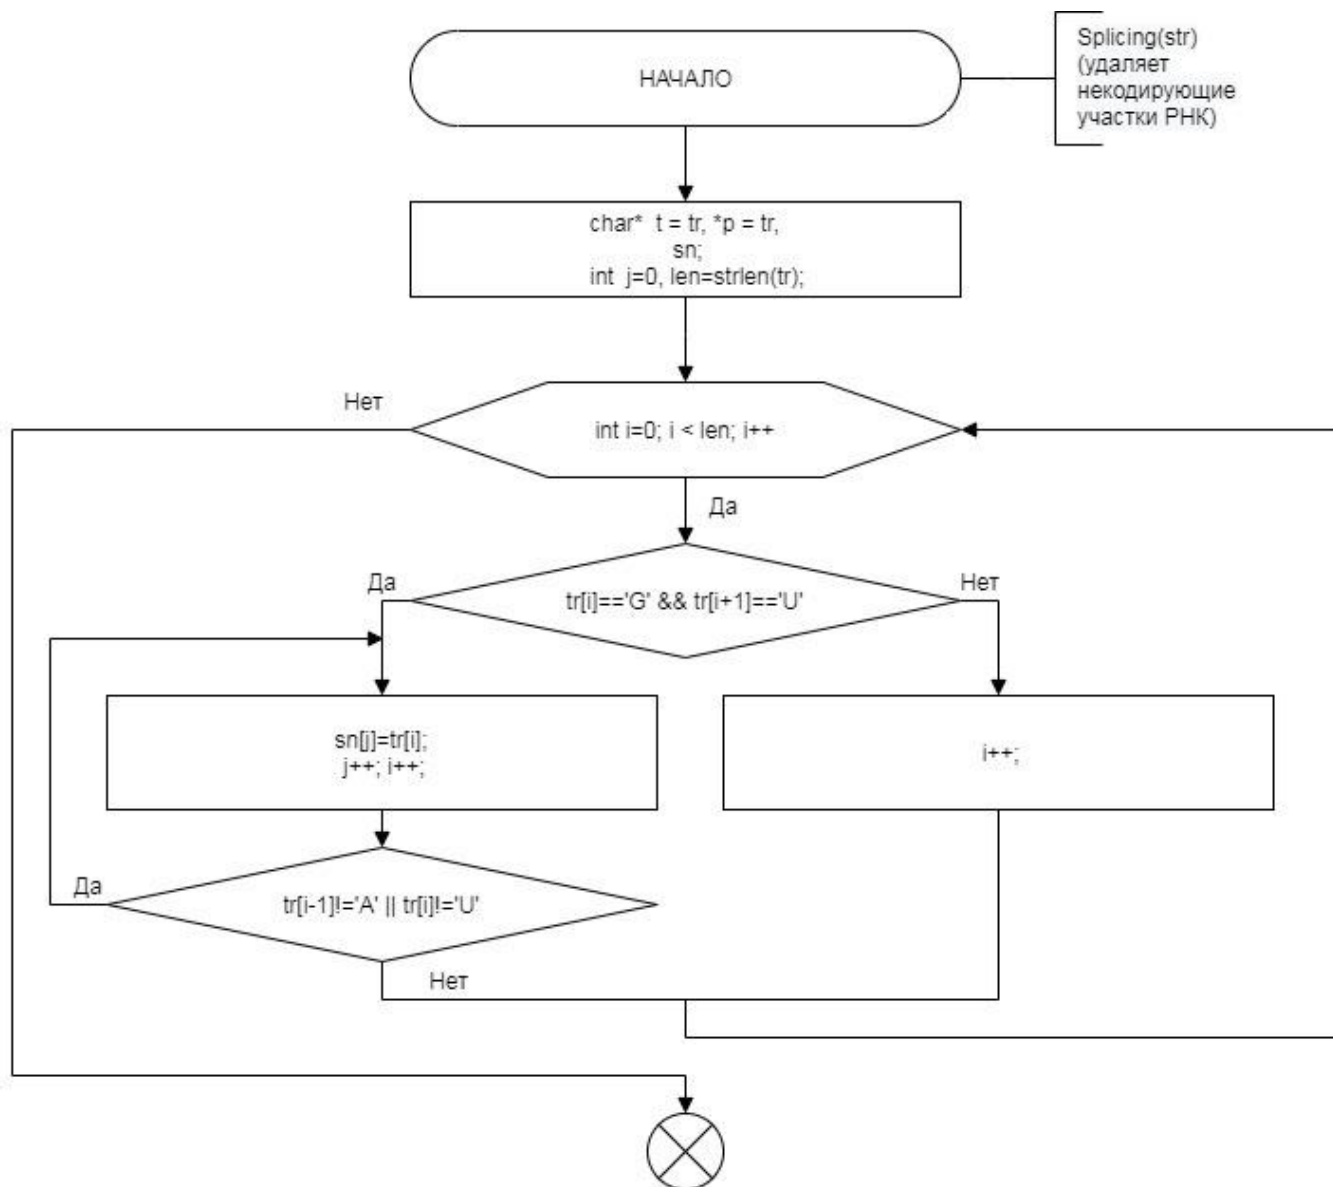 НАЧАЛО
Splicing(str)
(удаляет
некодирующие
участки РНК)
char*  t = tr, *p = tr,
sn;
int  j=0, len=strlen(tr);
Нет
int i=0; i < len; i++
Да
Да
tr[i]=='G' && tr[i+1]=='U'
Нет
sn[j]=tr[i];
j++; i++;
i++;
Да
tr[i-1]!='A' || tr[i]!='U'
Нет